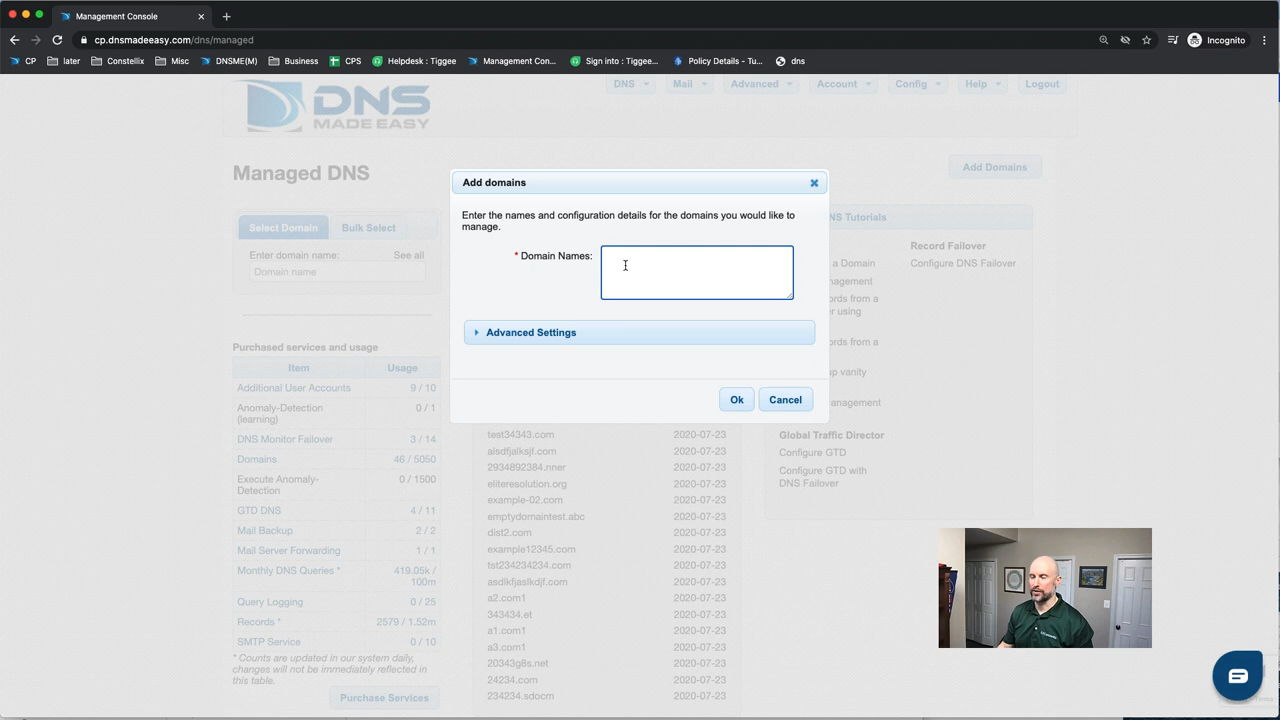 Management Console
cp.dnsmadeeasy.com/dns/managed
Incognito
CP
later
Constellix
Misc
DNSME(M)
Business
CPS
Helpdesk : Tiggee
Management Con...
Sign into : Tiggee...
Policy Details - Tu...
dns
DNS
MADE EASY
DNS
Mail
Advanced
Account
Config
Help
Logout
Managed DNS
Add Domains
Select Domain
Bulk Select
Enter domain name:
See all
Domain name
Purchased services and usage
Item
Usage
Additional User Accounts
9 / 10
Anomaly-Detection
(learning)
0 / 1
DNS Monitor Failover
3 / 14
Domains
46 / 5050
Execute Anomaly-
Detection
0 / 1500
GTD DNS
4 / 11
Mail Backup
2 / 2
Mail Server Forwarding
1 / 1
Monthly DNS Queries *
419.05k /
100m
Query Logging
0 / 25
Records *
2579 / 1.52m
SMTP Service
0 / 10
* Counts are updated in our system daily,
changes will not be immediately reflected in
this table.
Purchase Services
Add domains
Enter the names and configuration details for the domains you would like to
manage.
* Domain Names:
Advanced Settings
Ok
Cancel
test34343.com
2020-07-23
alsdfjalksjf.com
2020-07-23
2934892384.nner
2020-07-23
eliteresolution.org
2020-07-23
example-02.com
2020-07-23
emptydomaintest.abc
2020-07-23
dist2.com
2020-07-23
example12345.com
2020-07-23
tst234234234.com
2020-07-23
asdlkfjaslkdjf.com
2020-07-23
a2.com1
2020-07-23
343434.et
2020-07-23
a1.com1
2020-07-23
a3.com1
2020-07-23
20343g8s.net
2020-07-23
24234.com
2020-07-23
234234.sdocm
2020-07-23
NS Tutorials
a Domain
agement
ords from a
er using
ords from a
up vanity
anagement
Record Failover
Configure DNS Failover
Global Traffic Director
Configure GTD
Configure GTD with
DNS Failover